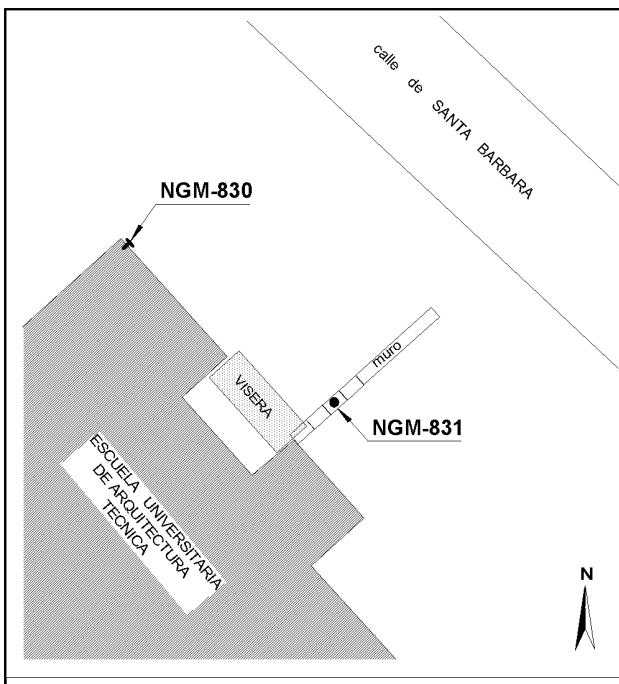 calle de SANTA BARBARA
NGM-830
muro
VISERA
NGM-831
ESCUELA UNIVERSITARIA
DE ARQUITECTURA
TECNICA
N